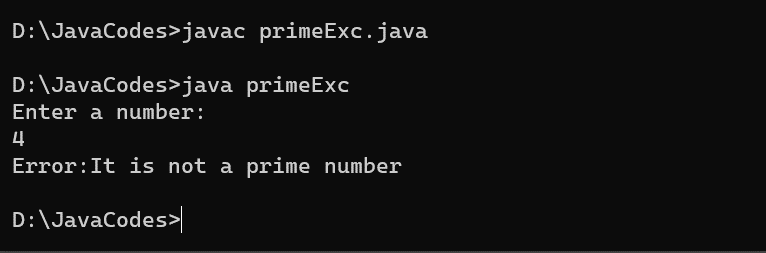 D:\JavaCodes>javac primeExc.java
D:\JavaCodes>java primeExc
Enter a number:
4
Error:It is not a prime number
D:\JavaCodes>